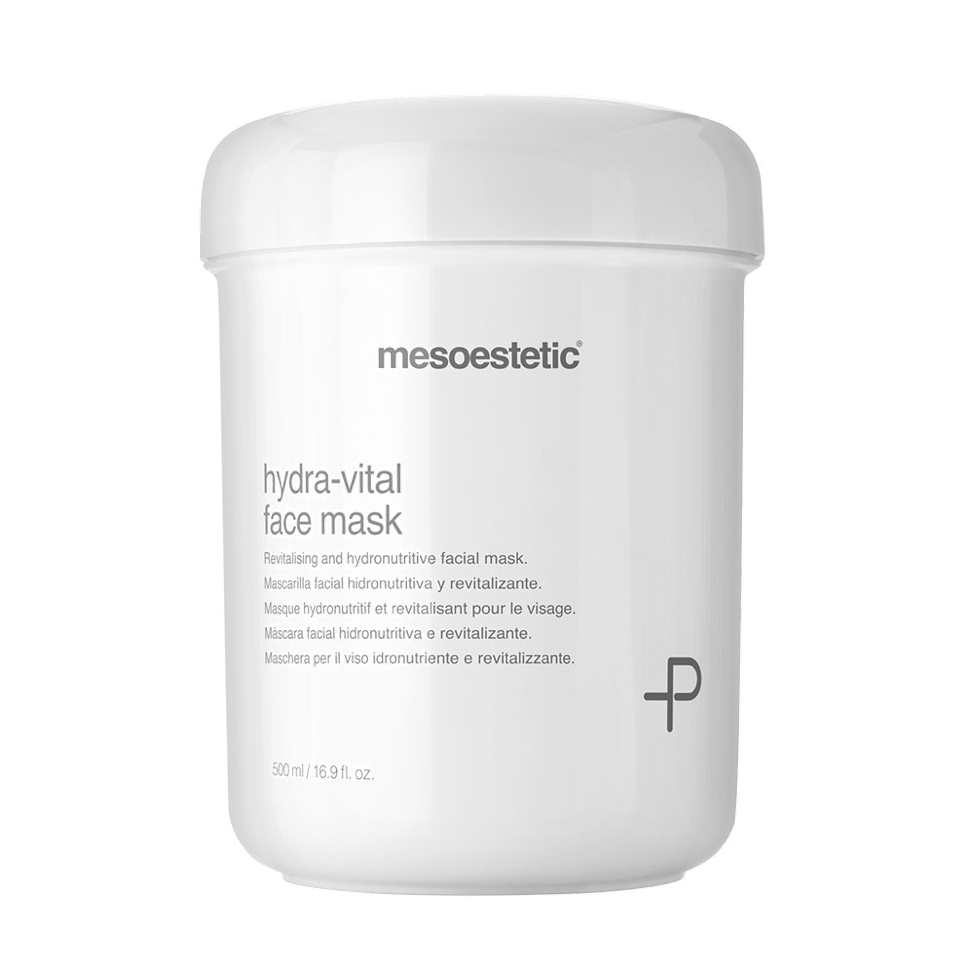 mesoestetic®
hydra-vital
face mask
Revitalising and hydronutritive facial mask.
Mascarilla facial hidronutritiva y revitalizante.
Masque hydronutritif et revitalisant pour le visage.
Máscara facial hidronutritiva e revitalizante.
Maschera per il viso idronutriente e revitalizzante.
P
500 ml / 16.9 fl. oz.